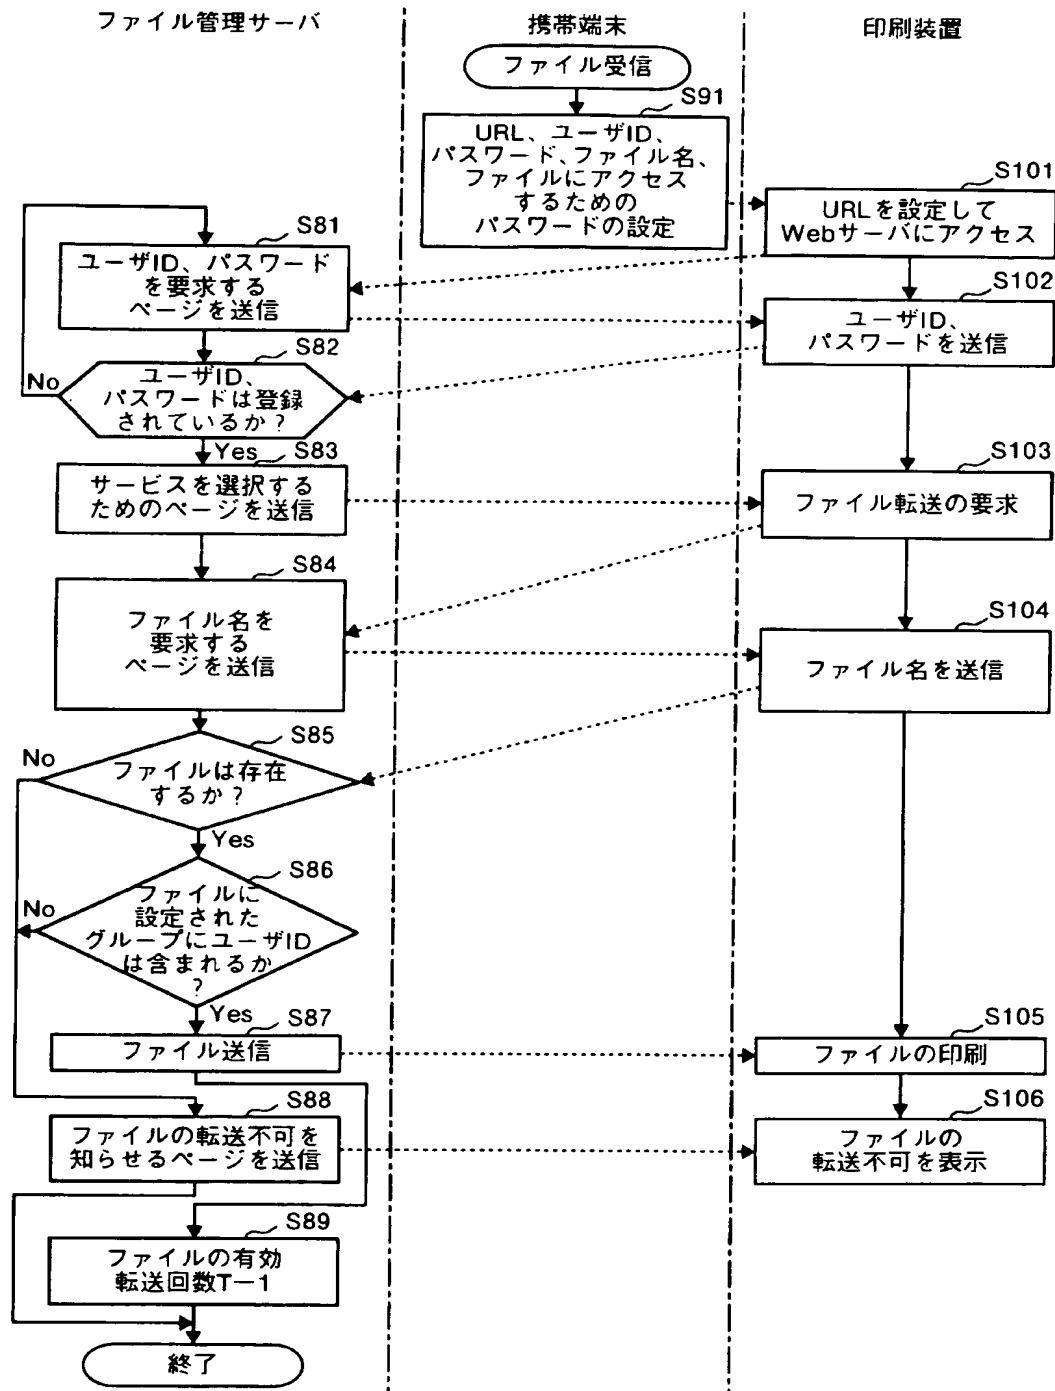 ファイル管理サーバ
携帯端末
印刷装置
ファイル受信
S91
URL、ユーザID、
パスワード、ファイル名、
ファイルにアクセス
するための
パスワードの設定
S101
URLを設定して
Webサーバにアクセス
S81
ユーザID、パスワード
を要求する
ページを送信
S102
ユーザID、
パスワードを送信
S82
No
ユーザID、
パスワードは登録
されているか?
Yes
S83
サービスを選択する
ためのページを送信
S103
ファイル転送の要求
S84
ファイル名を
要求する
ページを送信
S104
ファイル名を送信
S85
No
ファイルは存在
するか?
Yes
S86
No
ファイルに
設定された
グループにユーザID
は含まれるか
?
Yes
S87
ファイル送信
S105
ファイルの印刷
S88
ファイルの転送不可を
知らせるページを送信
S106
ファイルの
転送不可を表示
S89
ファイルの有効
転送回数T−1
終了